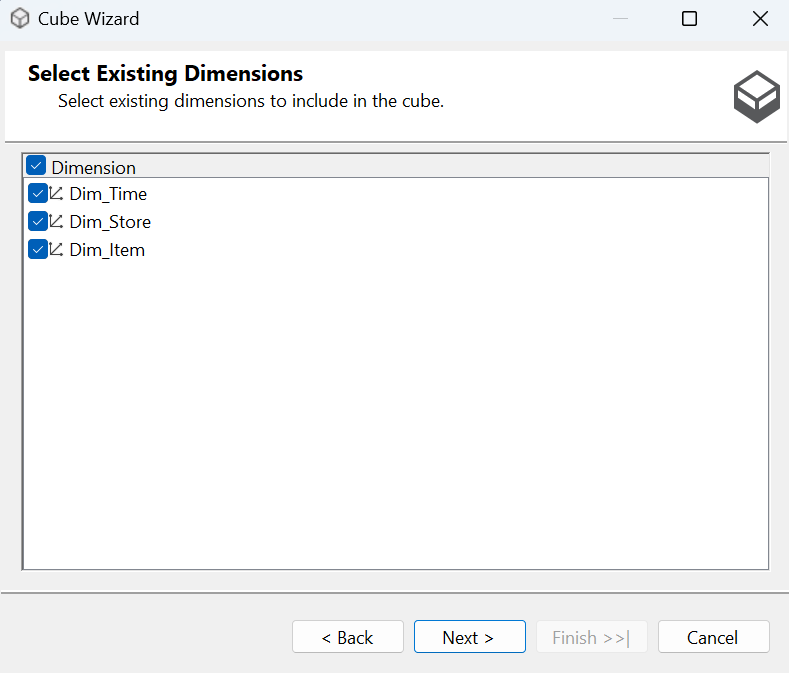 Cube Wizard
Select Existing Dimensions
Select existing dimensions to include in the cube.
Dimension
Dim_Time
Dim_Store
Dim_Item
< Back Next > Finish >>| Cancel